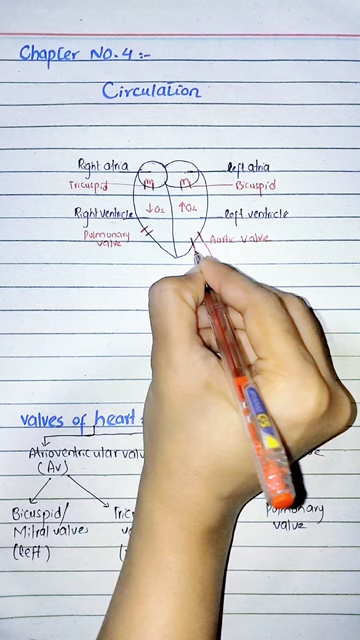 Chapter NO.4:-
Circulation
Right atria
left atria
Tricuspid
Bicuspid
↓O₂
↑O₂
Right ventricle
left ventricle
Pulmonary
valve
Aortic valve
valves of heart
Atrioventricular
(AV)
Bicuspid/
Mitral valves
(left)
Pulmonary
valve